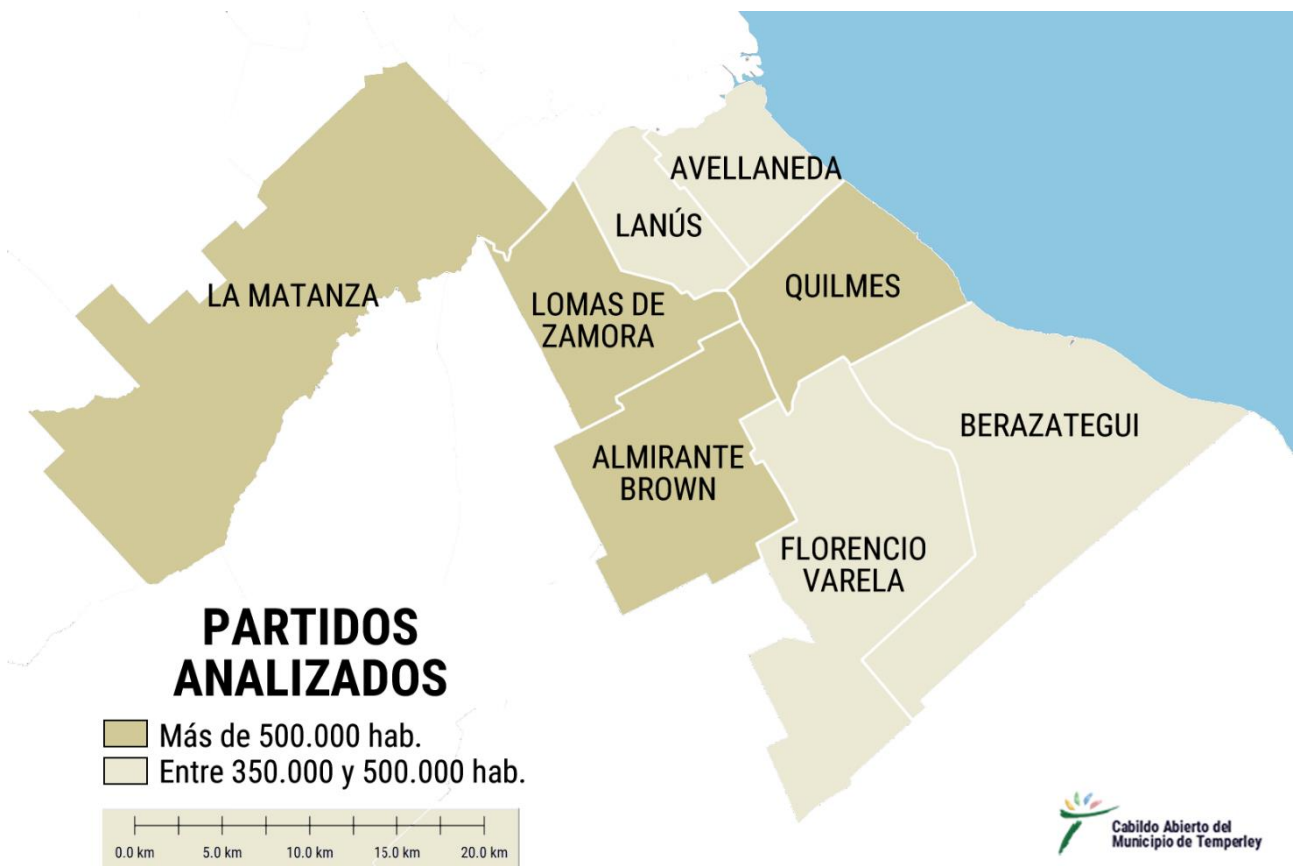 AVELLANEDA
LANÚS
LA MATANZA
QUILMES
LOMAS DE
ZAMORA
BERAZATEGUI
ALMIRANTE
BROWN
FLORENCIO
VARELA
PARTIDOS
ANALIZADOS
Más de 500.000 hab.
Entre 350.000 y 500.000 hab.
0.0 km 5.0 km 10.0 km 15.0 km 20.0 km
Cabildo Abierto del
Municipio de Temperley